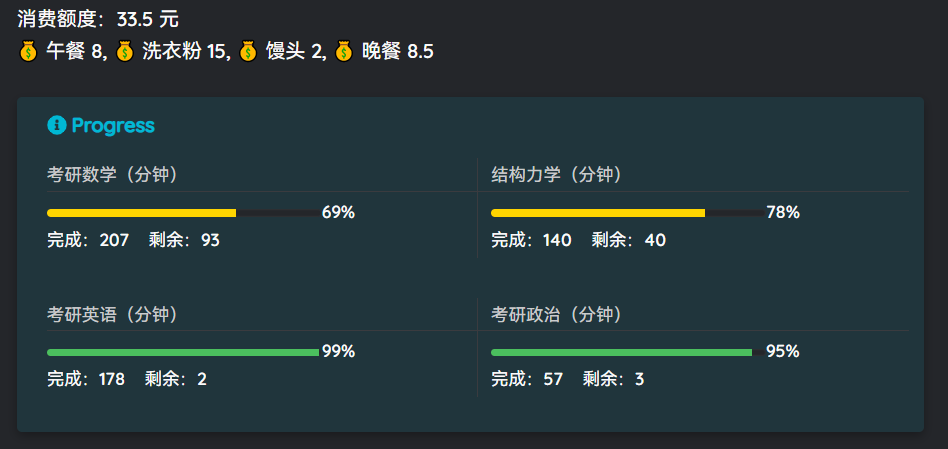 消费额度：33.5 元
💰 午餐 8, 💰 洗衣粉 15, 💰 馒头 2, 💰 晚餐 8.5
Progress
考研数学（分钟）
69%
完成：207 剩余：93
结构力学（分钟）
78%
完成：140 剩余：40
考研英语（分钟）
99%
完成：178 剩余：2
考研政治（分钟）
95%
完成：57 剩余：3